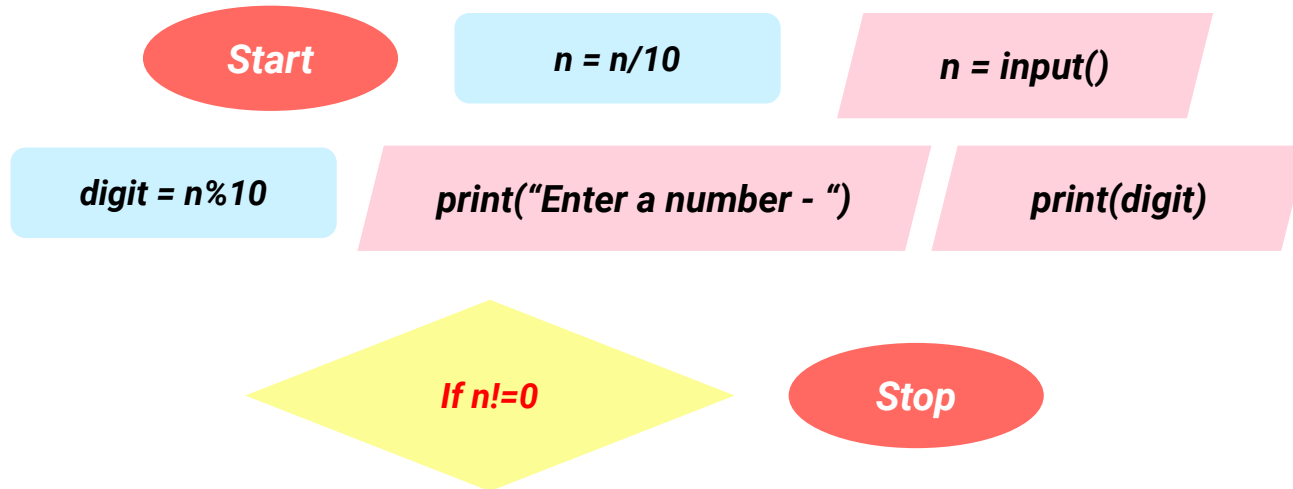 Start
n = n/10
n = input()
digit = n%10
print(“Enter a number - “)
print(digit)
If n!=0
Stop